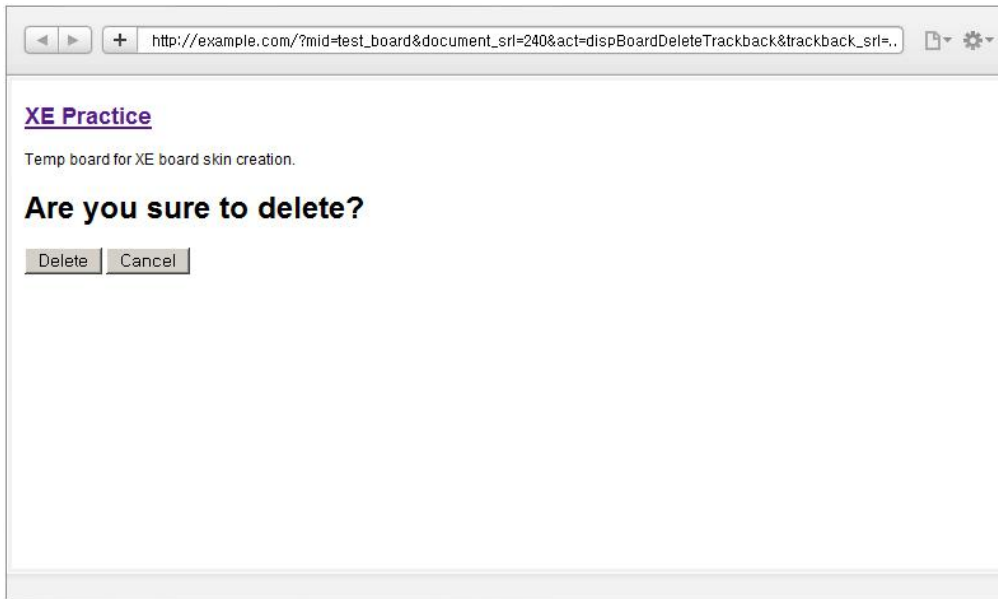 http://example.com/?mid=test_board&document_srl=240&act=dispBoardDeleteTrackback&trackback_srl=..
XE Practice
Temp board for XE board skin creation.
Are you sure to delete?
Delete Cancel